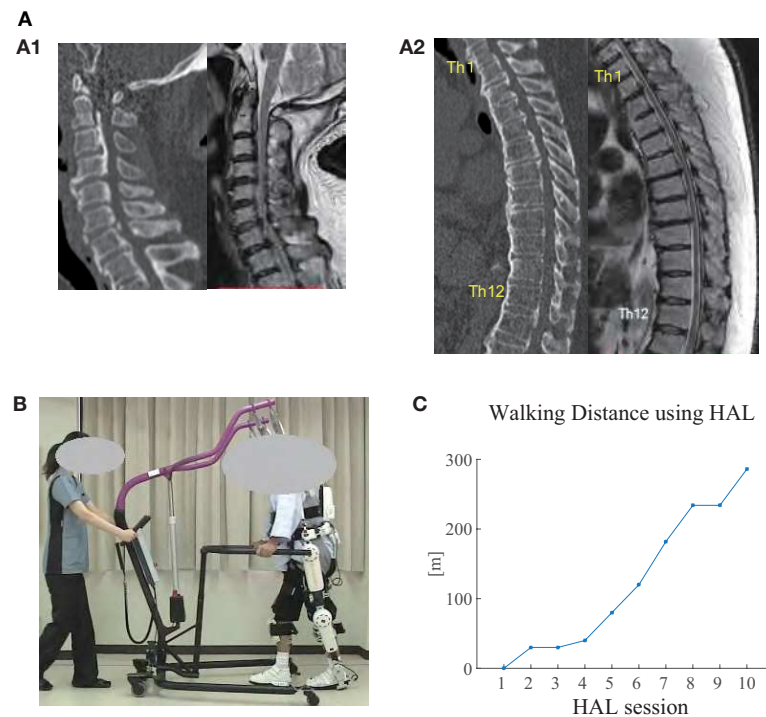 A
A1
A2
Th1
Th1
Th12
Th12
B
C
Walking Distance using HAL
300
200
[m]
100
0
1 2 3 4 5 6 7 8 9 10
HAL session